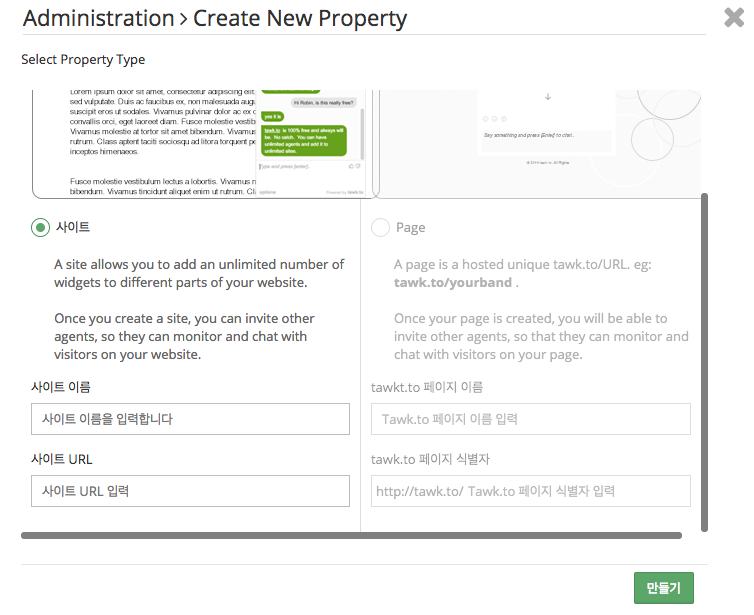 Administration > Create New Property
Select Property Type
Lorem ipsum dolor sit amet, consectetur adipiscing elit.
sed vulputate. Duis ac faucibus ex, non malesuada augu
suscipit eros ut sodales. Vivamus pulvinar dolor ac ex c
convallis orci, eget laoreet diam. Fusce molestie vestib
Vivamus molestie at tortor sit amet bibendum. Vivamus
rutrum. Class aptent taciti sociosqu ad litora torquent pe
inceptos himenaeos.
Fusce molestie vestibulum lectus a lobortis. Vivamus n
bibendum. Vivamus tincidunt aliquet enim ut rutrum. Cl
Hi Robin, is this really free?
yes it is
tawk.to is 100% free and always will
be. No catch. You can have
unlimited agents and add it to
unlimited sites.
Type and press [enter].
options
Powered by tawk.to
Say something and press [Enter] to chat..
사이트
A site allows you to add an unlimited number of
widgets to different parts of your website.
Once you create a site, you can invite other
agents, so they can monitor and chat with
visitors on your website.
사이트 이름
사이트 이름을 입력합니다
사이트 URL
사이트 URL 입력
Page
A page is a hosted unique tawk.to/URL. eg:
tawk.to/yourband .
Once your page is created, you will be able to
invite other agents, so that they can monitor and
chat with visitors on your page.
tawkt.to 페이지 이름
Tawk.to 페이지 이름 입력
tawk.to 페이지 식별자
http://tawk.to/ Tawk.to 페이지 식별자 입력
만들기